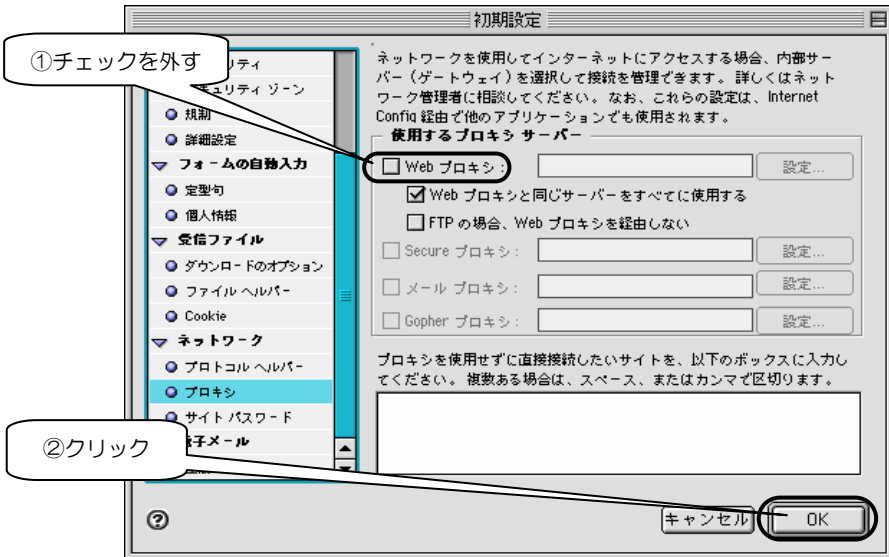 初期設定
①チェックを外す
リティ
キュリティ ゾーン
規制
詳細設定
フォームの自動入力
定型句
個人情報
受信ファイル
ダウンロードのオプション
ファイル ヘルパー
Cookie
ネットワーク
プロトコル ヘルパー
プロキシ
サイト パスワード
子メール
②クリック
ネットワークを使用してインターネットにアクセスする場合、内部サー
バー（ゲートウェイ）を選択して接続を管理できます。詳しくはネット
ワーク管理者に相談してください。なお、これらの設定は、Internet
Config 経由で他のアプリケーションでも使用されます。
使用するプロキシ サーバー
Web プロキシ： 設定...
Web プロキシと同じサーバーをすべてに使用する
FTP の場合、Web プロキシを経由しない
Secure プロキシ： 設定...
メール プロキシ： 設定...
Gopher プロキシ： 設定...
プロキシを使用せずに直接接続したいサイトを、以下のボックスに入力し
てください。複数ある場合は、スペース、またはカンマで区切ります。
キャンセル OK